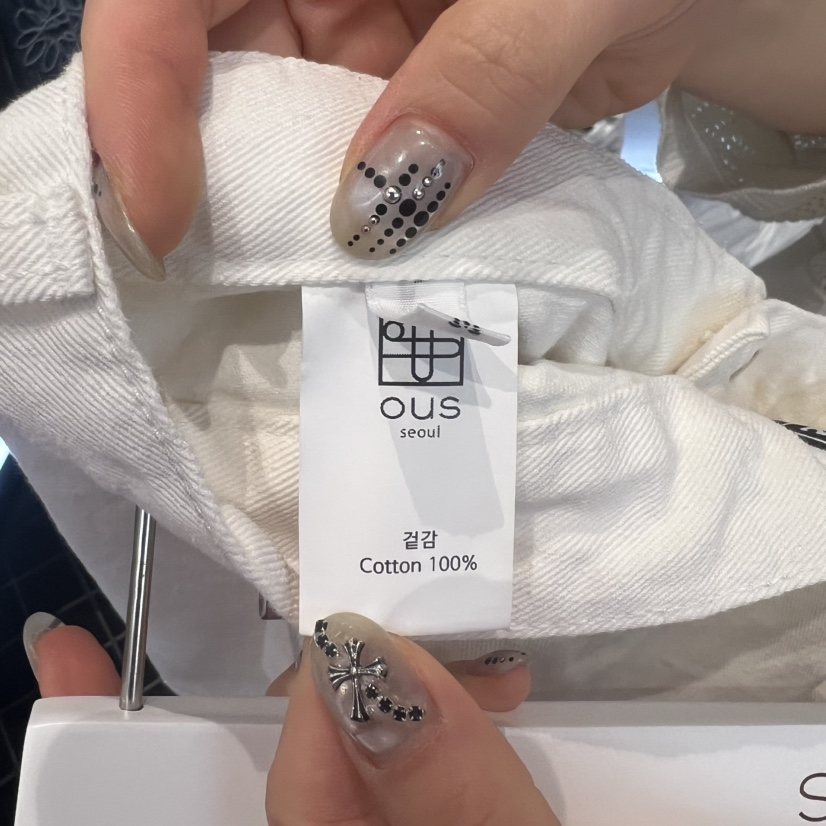 ous
seoul
겉감
Cotton 100%
S